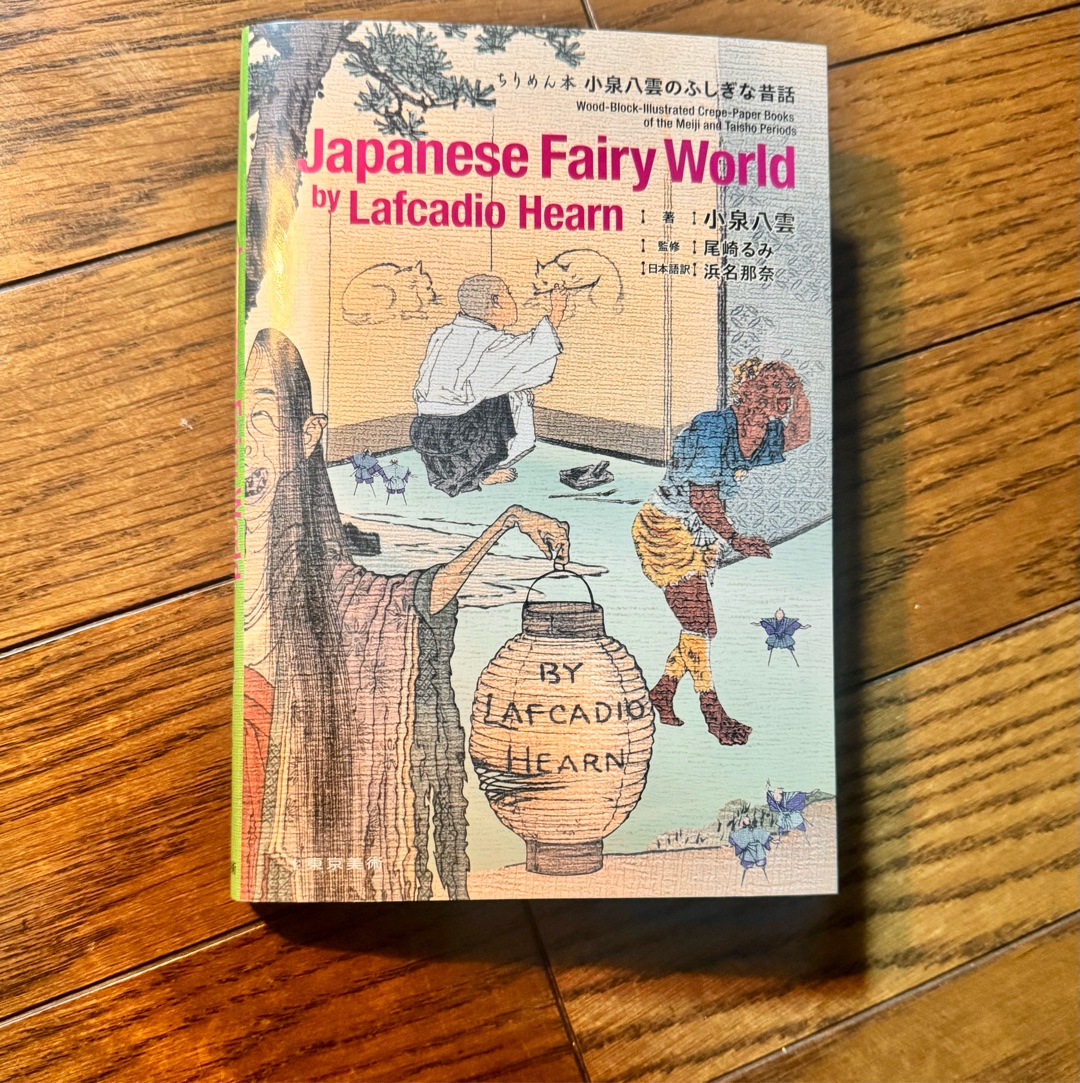 ちりめん本 小泉八雲のふしぎな昔話
Wood-Block-Illustrated Crepe-Paper Books
of the Meiji and Taisho Periods
Japanese Fairy World
by Lafcadio Hearn
【著】小泉八雲
【監修】尾崎るみ
【日本語訳】浜名那奈
BY
LAFCADIO
HEARN
東京美術